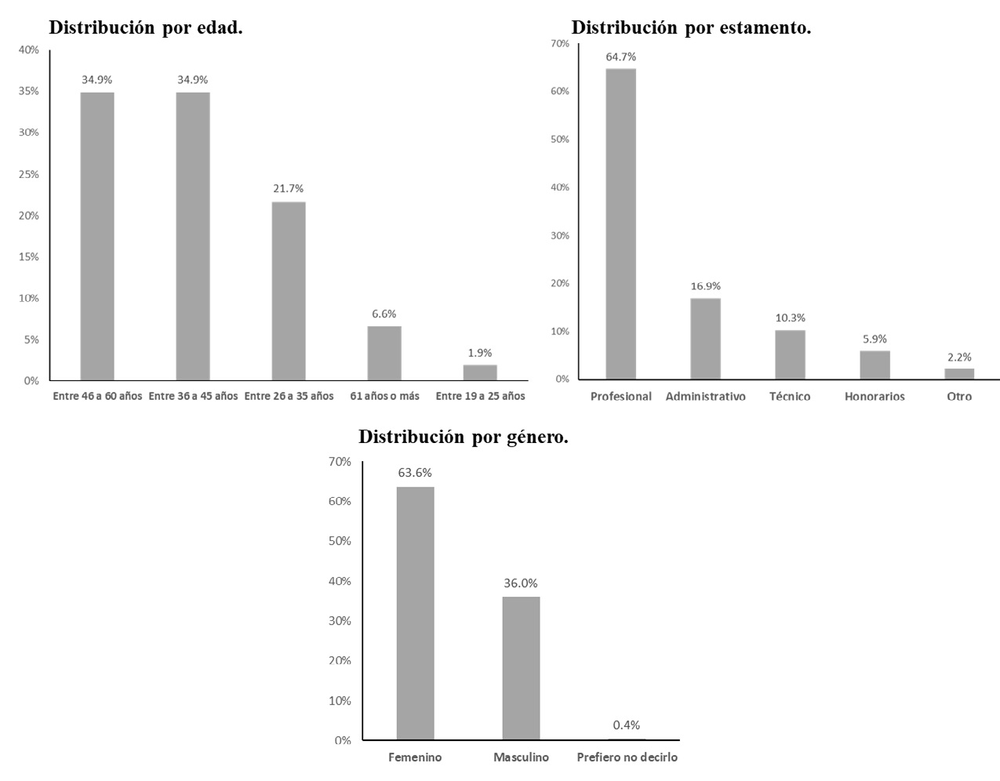 Distribución por edad.
40%
35%
30%
25%
20%
15%
10%
5%
0%
34.9%
34.9%
21.7%
6.6%
1.9%
Entre 46 a 60 años
Entre 36 a 45 años
Entre 26 a 35 años
61 años o más
Entre 19 a 25 años
Distribución por estamento.
70%
60%
50%
40%
30%
20%
10%
0%
64.7%
16.9%
10.3%
5.9%
2.2%
Profesional
Administrativo
Técnico
Honorarios
Otro
Distribución por género.
70%
60%
50%
40%
30%
20%
10%
0%
63.6%
36.0%
0.4%
Femenino
Masculino
Prefiero no decirlo